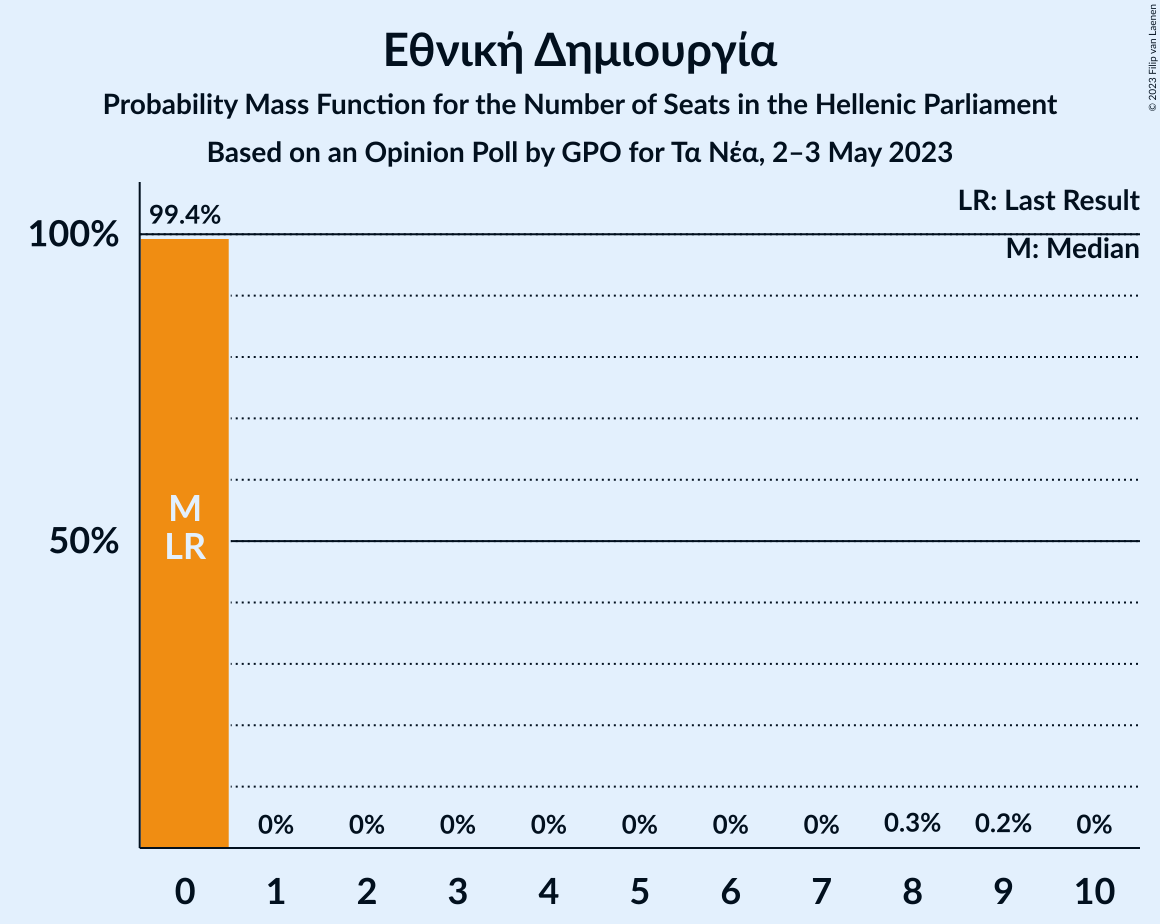 Εθνική Δημιουργία
Probability Mass Function for the Number of Seats in the Hellenic Parliament
Based on an Opinion Poll by GPO for Τα Νέα, 2–3 May 2023
© 2023 Filip van Laenen
LR: Last Result
M: Median
99.4%
100%
50%
M
LR
0% 0% 0% 0% 0% 0% 0% 0.3% 0.2% 0%
0 1 2 3 4 5 6 7 8 9 10